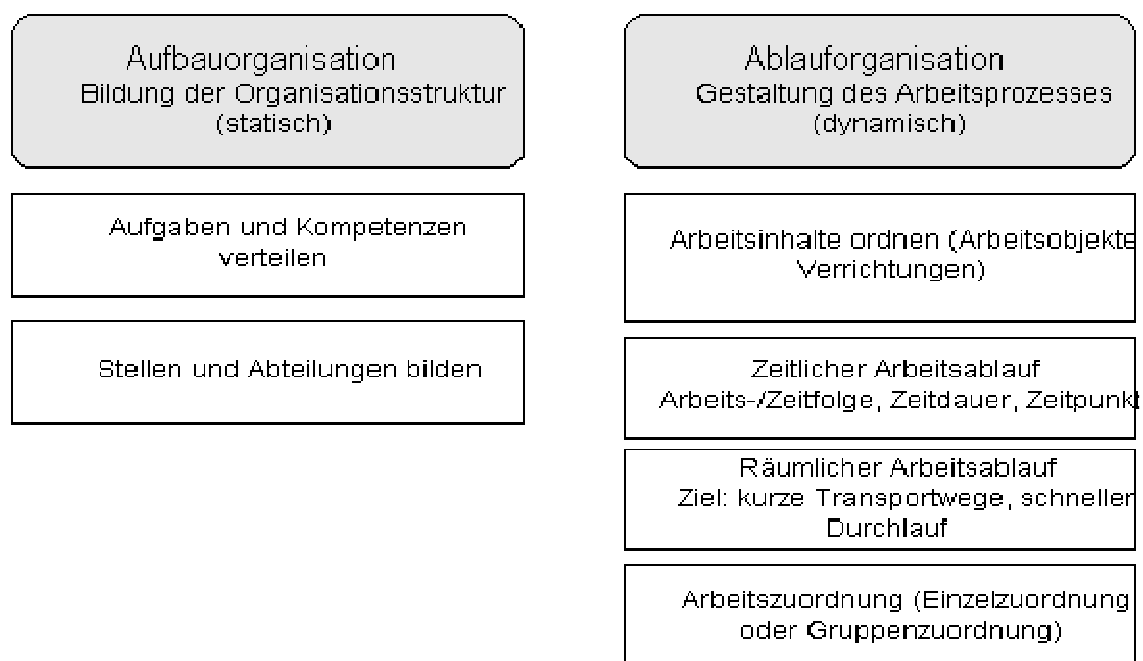 Aufbauorganisation
Bildung der Organisationsstruktur
(statisch)
Aufgaben und Kompetenzen
verteilen
Stellen und Abteilungen bilden
Ablauforganisation
Gestaltung des Arbeitsprozesses
(dynamisch)
Arbeitsinhalte ordnen (Arbeitsobjekte
Verrichtungen)
Zeitlicher Arbeitsablauf
Arbeits-/Zeitfolge, Zeitdauer, Zeitpunkt
Räumlicher Arbeitsablauf
Ziel: kurze Transportwege, schneller
Durchlauf
Arbeitszuordnung (Einzelzuordnung
oder Gruppenzuordnung)